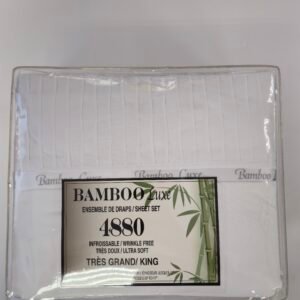 Bamboo Luxe
Bamboo Luxe
BAMBOO Luxe
ENSEMBLE DE DRAPS / SHEET SET
4880
INFROISSABLE / WRINKLE FREE
TRÈS DOUX / ULTRA SOFT
TRÈS GRAND/ KING